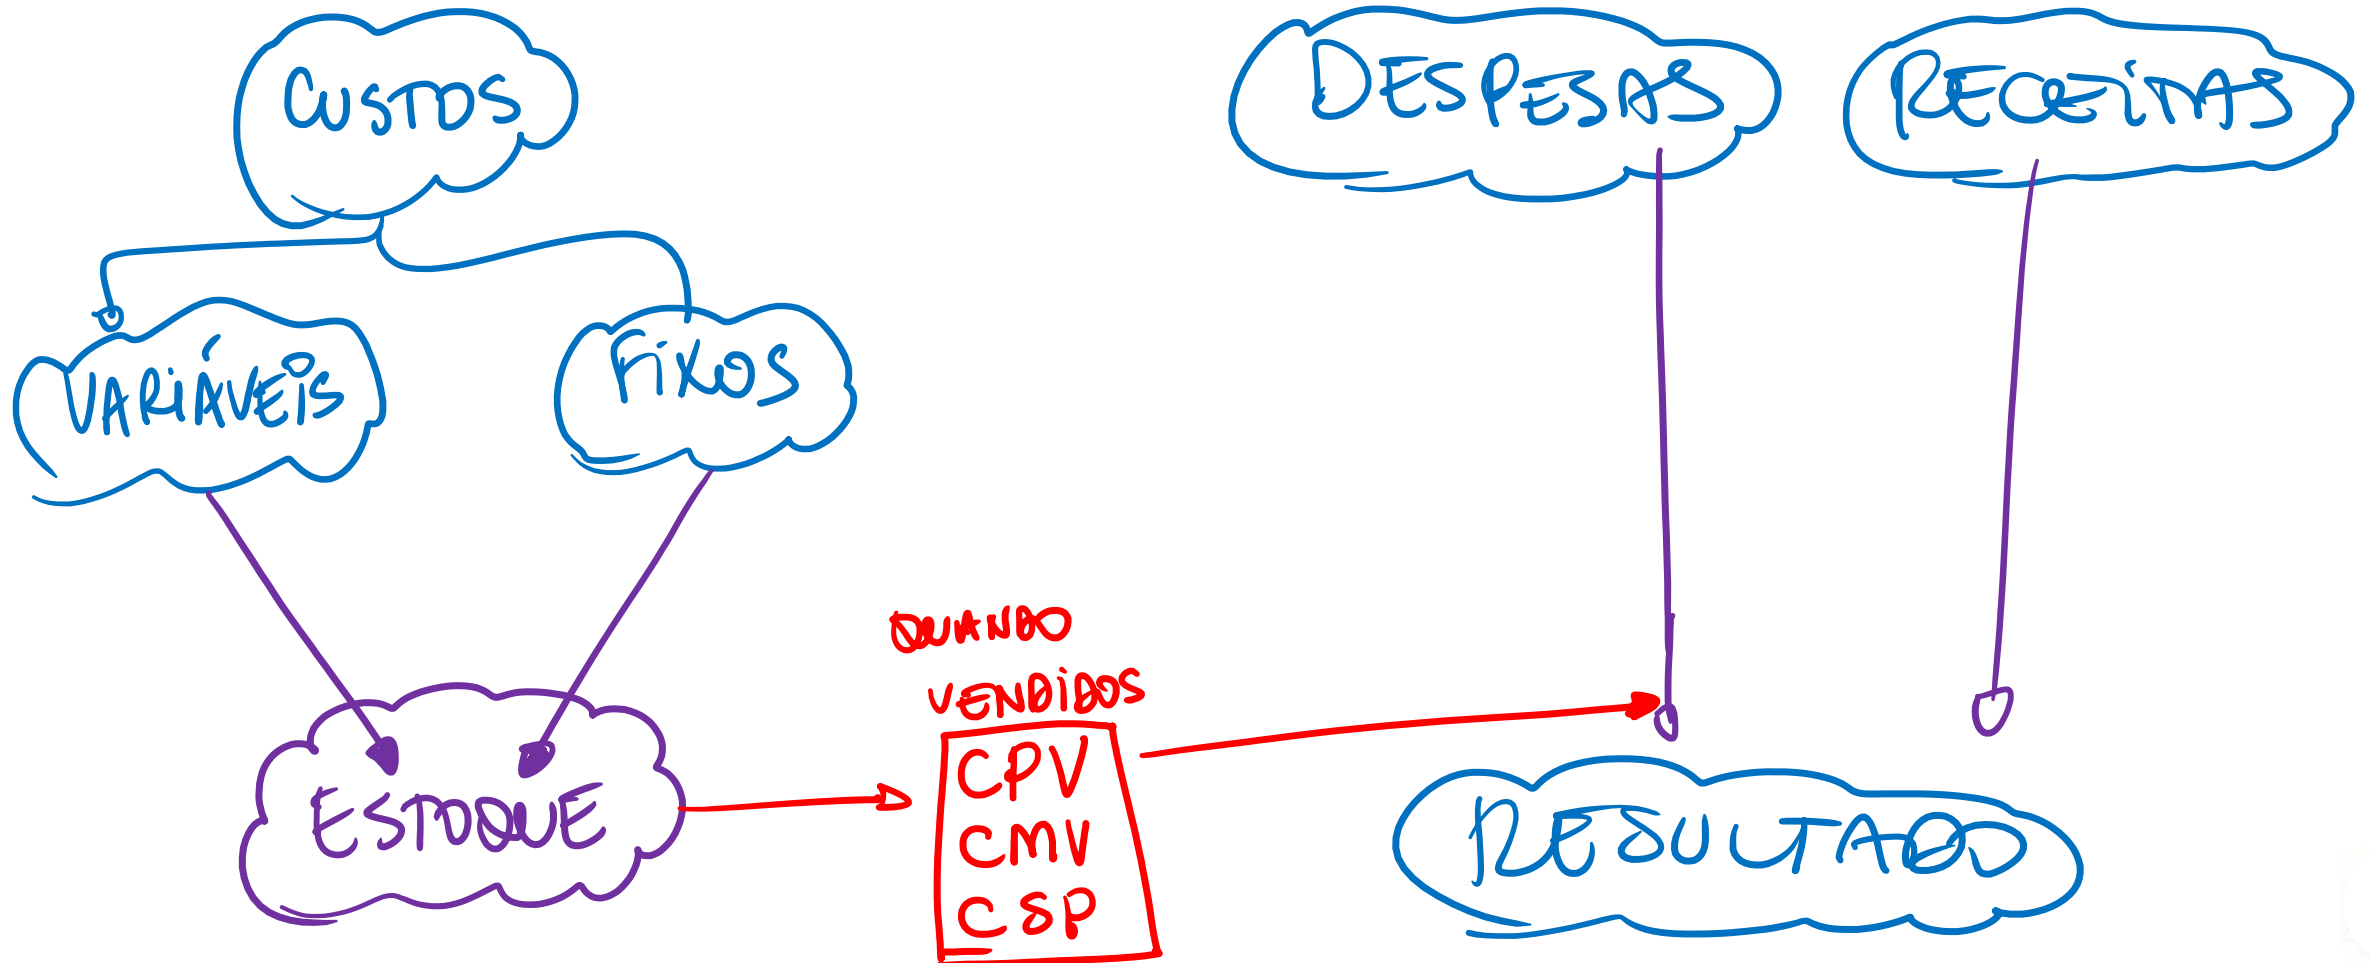 CUSTOS
DESPESAS
RECEITAS
VARIÁVEIS
FIXOS
QUANDO
VENDIDOS
CPV
CMV
CSP
ESTOQUE
RESULTADO